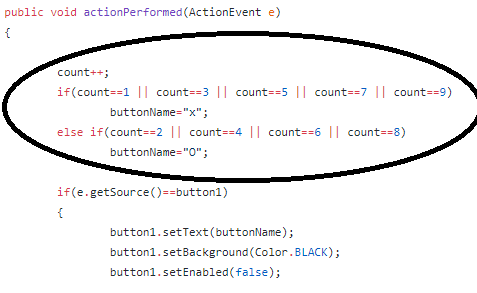 public void actionPerformed(ActionEvent e)
{
count++;
if(count==1 || count==3 || count==5 || count==7 || count==9)
buttonName="x";
else if(count==2 || count==4 || count==6 || count==8)
buttonName="O";
if(e.getSource()==button1)
{
button1.setText(buttonName);
button1.setBackground(Color.BLACK);
button1.setEnabled(false);